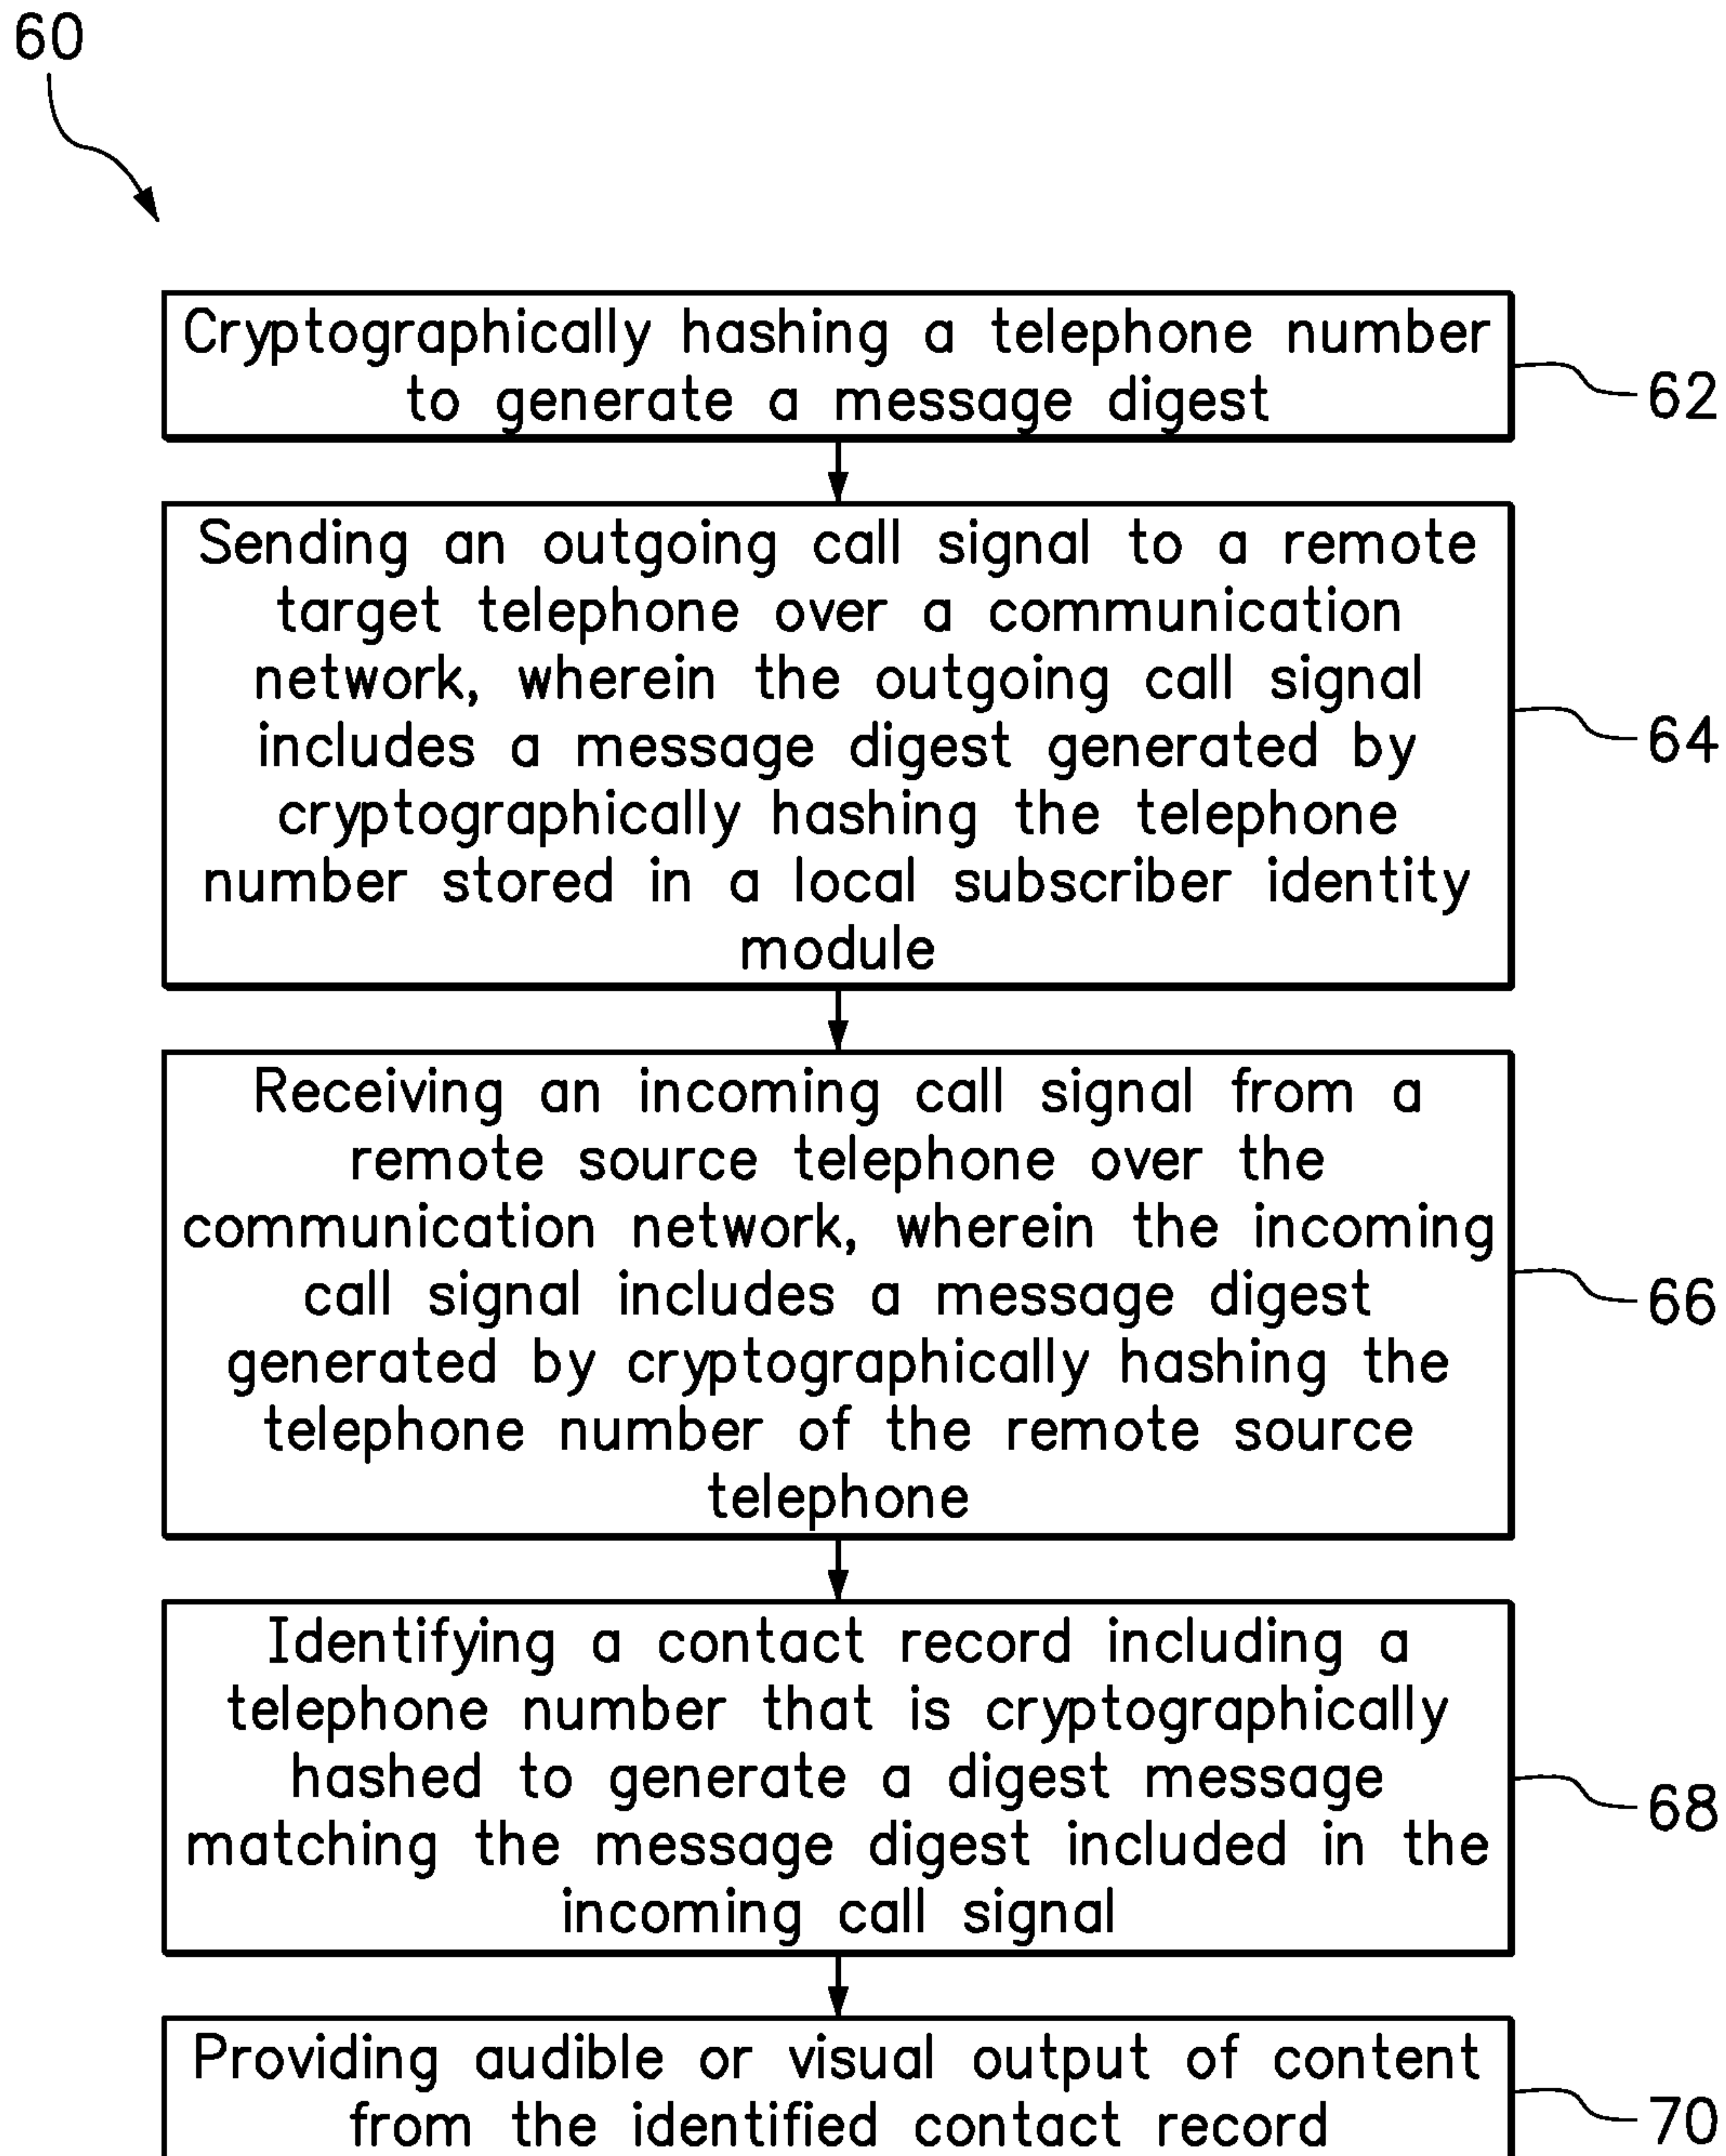 60
Cryptographically hashing a telephone number
to generate a message digest
62
Sending an outgoing call signal to a remote
target telephone over a communication
network, wherein the outgoing call signal
includes a message digest generated by
cryptographically hashing the telephone
number stored in a local subscriber identity
module
64
Receiving an incoming call signal from a
remote source telephone over the
communication network, wherein the incoming
call signal includes a message digest
generated by cryptographically hashing the
telephone number of the remote source
telephone
66
Identifying a contact record including a
telephone number that is cryptographically
hashed to generate a digest message
matching the message digest included in the
incoming call signal
68
Providing audible or visual output of content
from the identified contact record
70